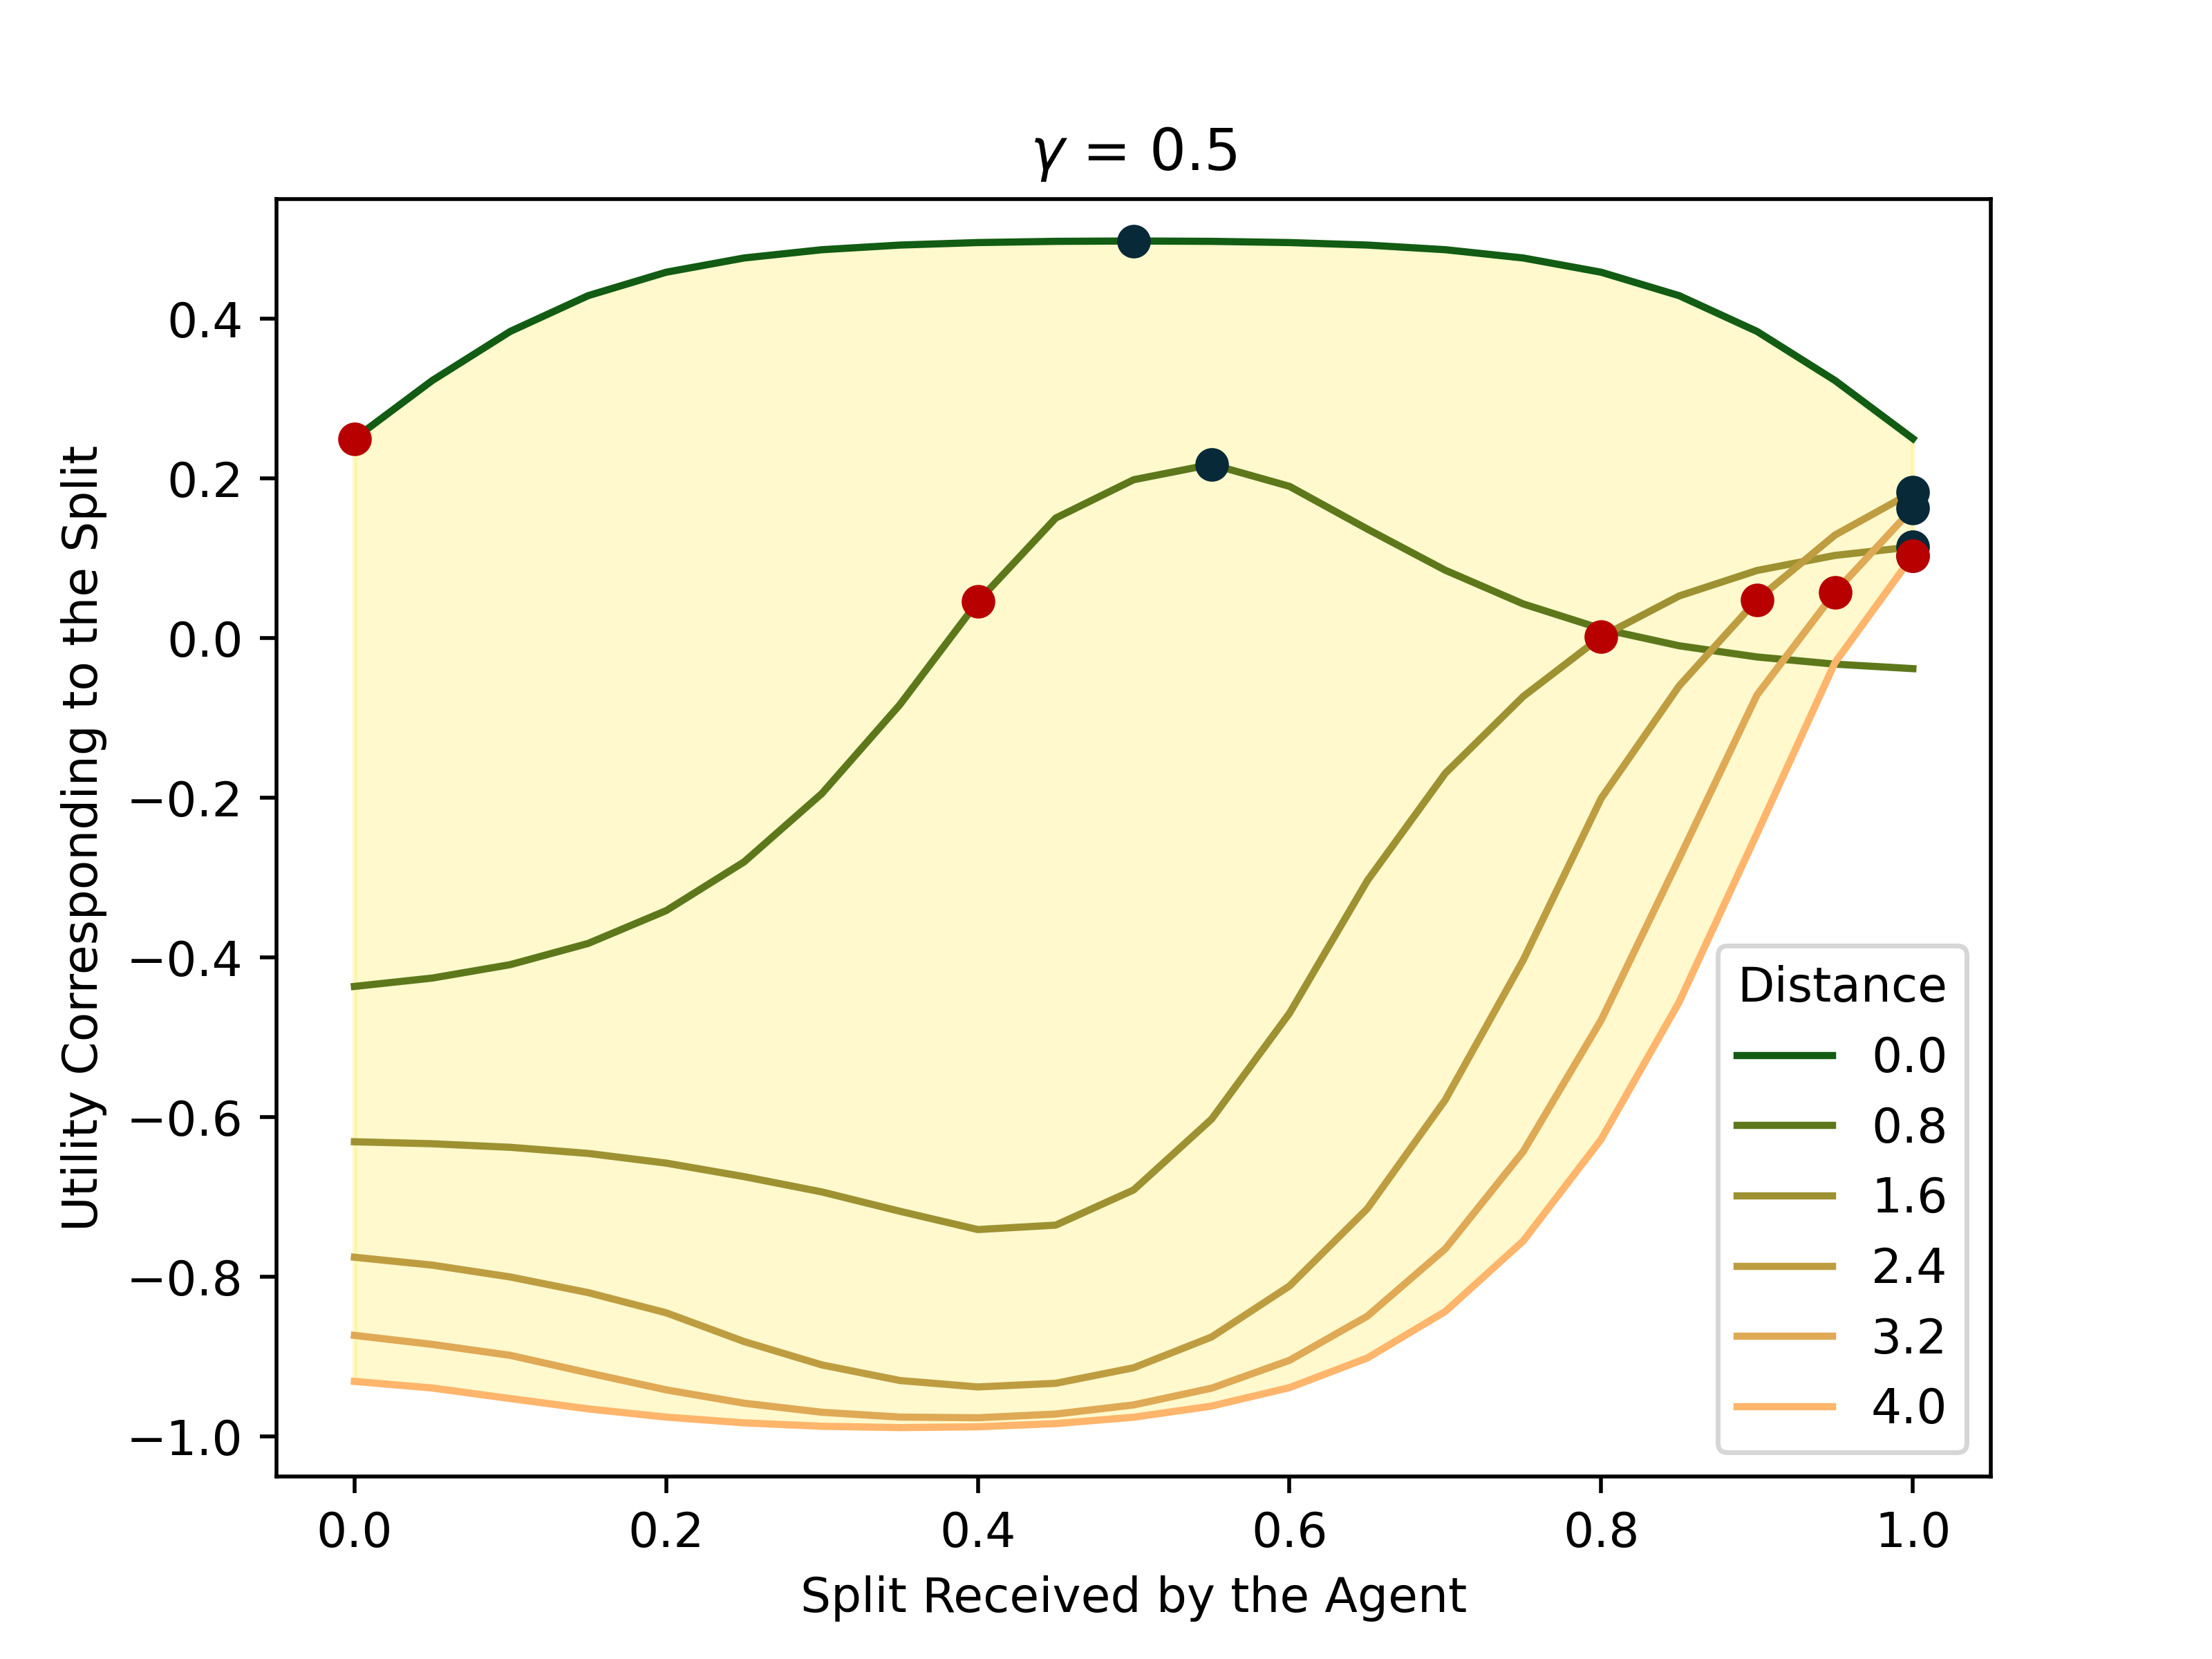 γ = 0.5
Utility Corresponding to the Split
0.4
0.2
0.0
−0.2
−0.4
−0.6
−0.8
−1.0
0.0 0.2 0.4 0.6 0.8 1.0
Split Received by the Agent
Distance
0.0
0.8
1.6
2.4
3.2
4.0